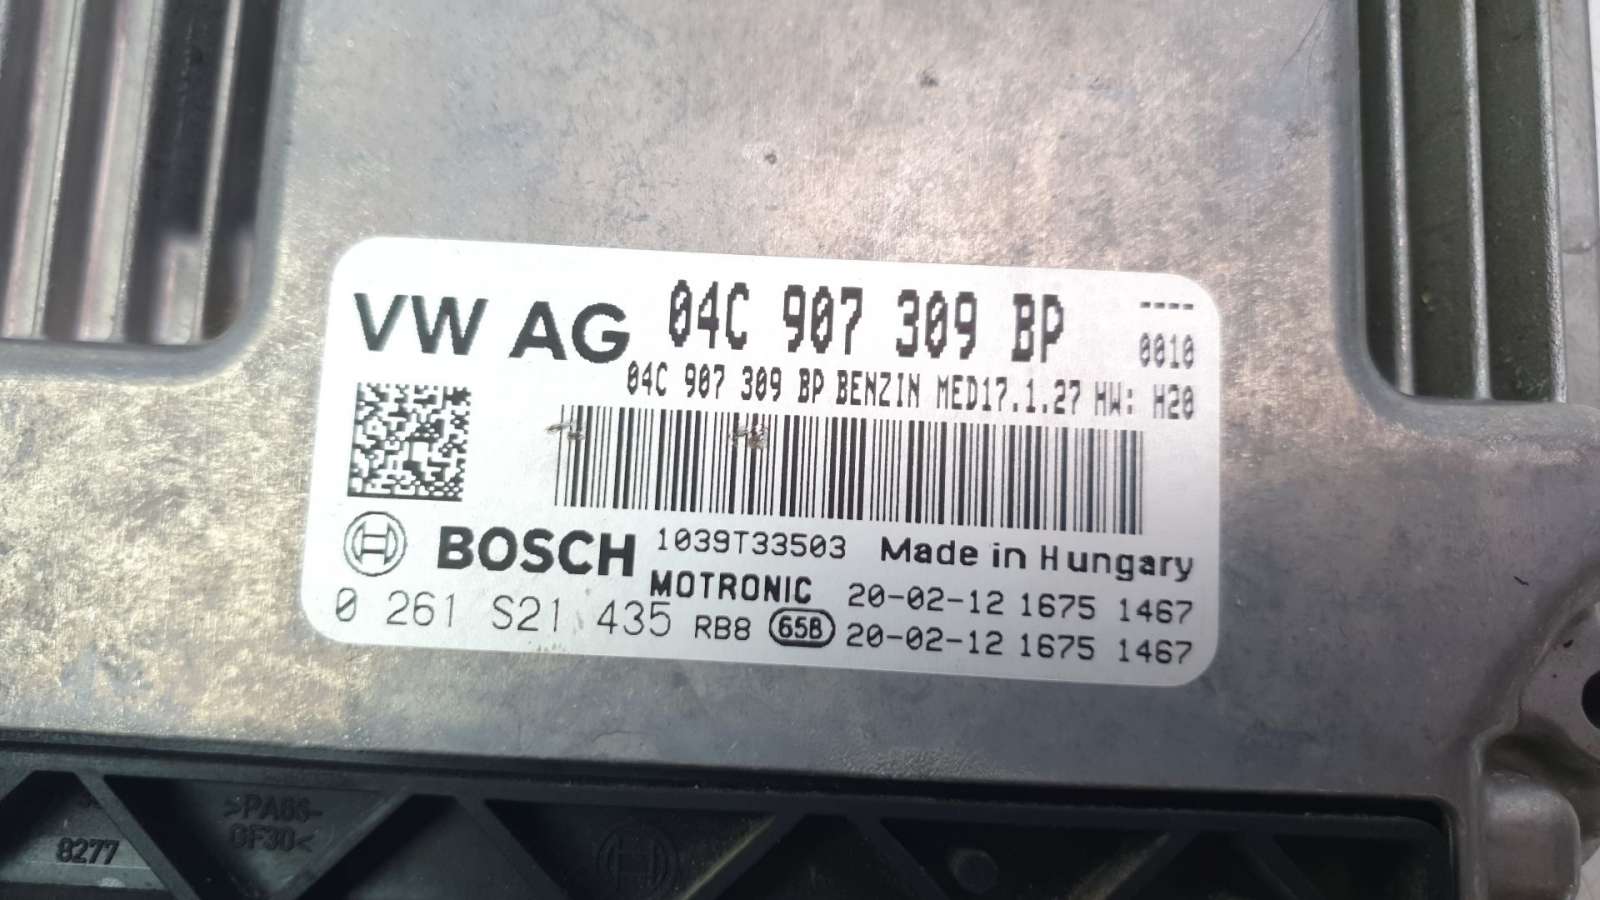 VW AG 04C 907 309 BP ----
0010
04C 907 309 BP BENZIN MED17.1.27 HW: H20
BOSCH 1039T33503 Made in Hungary
MOTRONIC 20-02-12 1675 1467
0 261 S21 435 RB8 65B 20-02-12 1675 1467
>PA66-
GF30<
8277